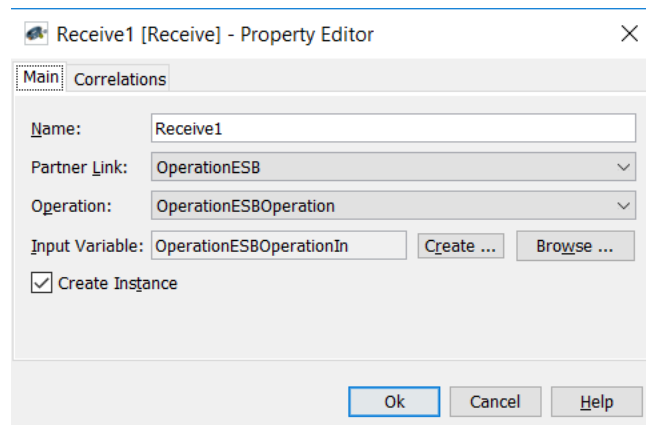 Receive1 [Receive] - Property Editor
Main Correlations
Name: Receive1
Partner Link: OperationESB
Operation: OperationESBOperation
Input Variable: OperationESBOperationIn Create ... Browse ...
Create Instance
Ok Cancel Help